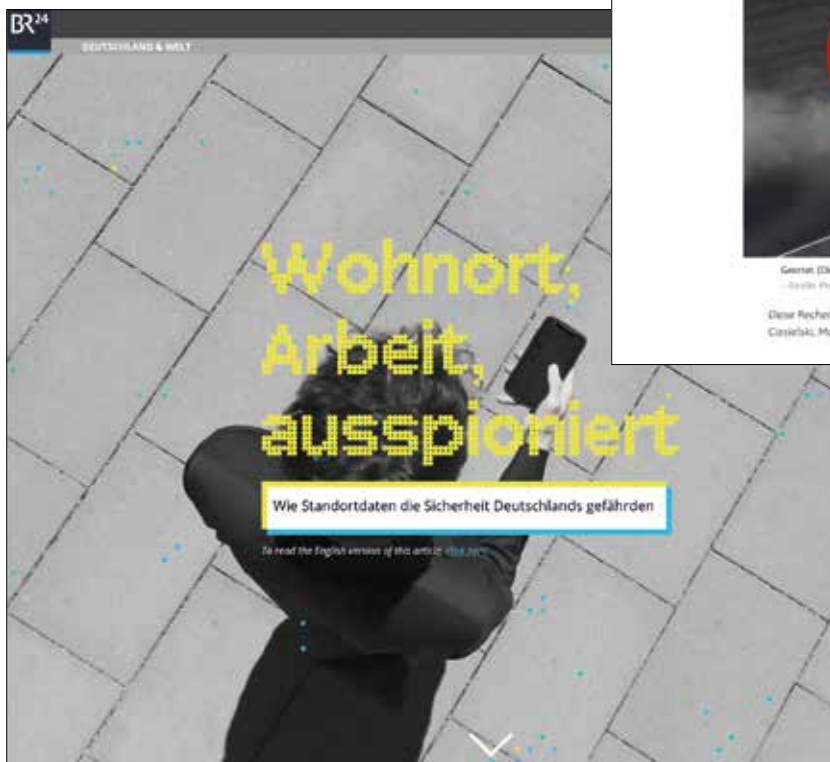 BR24
DEUTSCHLAND & WELT
Wohnort,
Arbeit,
ausspioniert
Wie Standortdaten die Sicherheit Deutschlands gefährden
To read the English version of this article
Diese